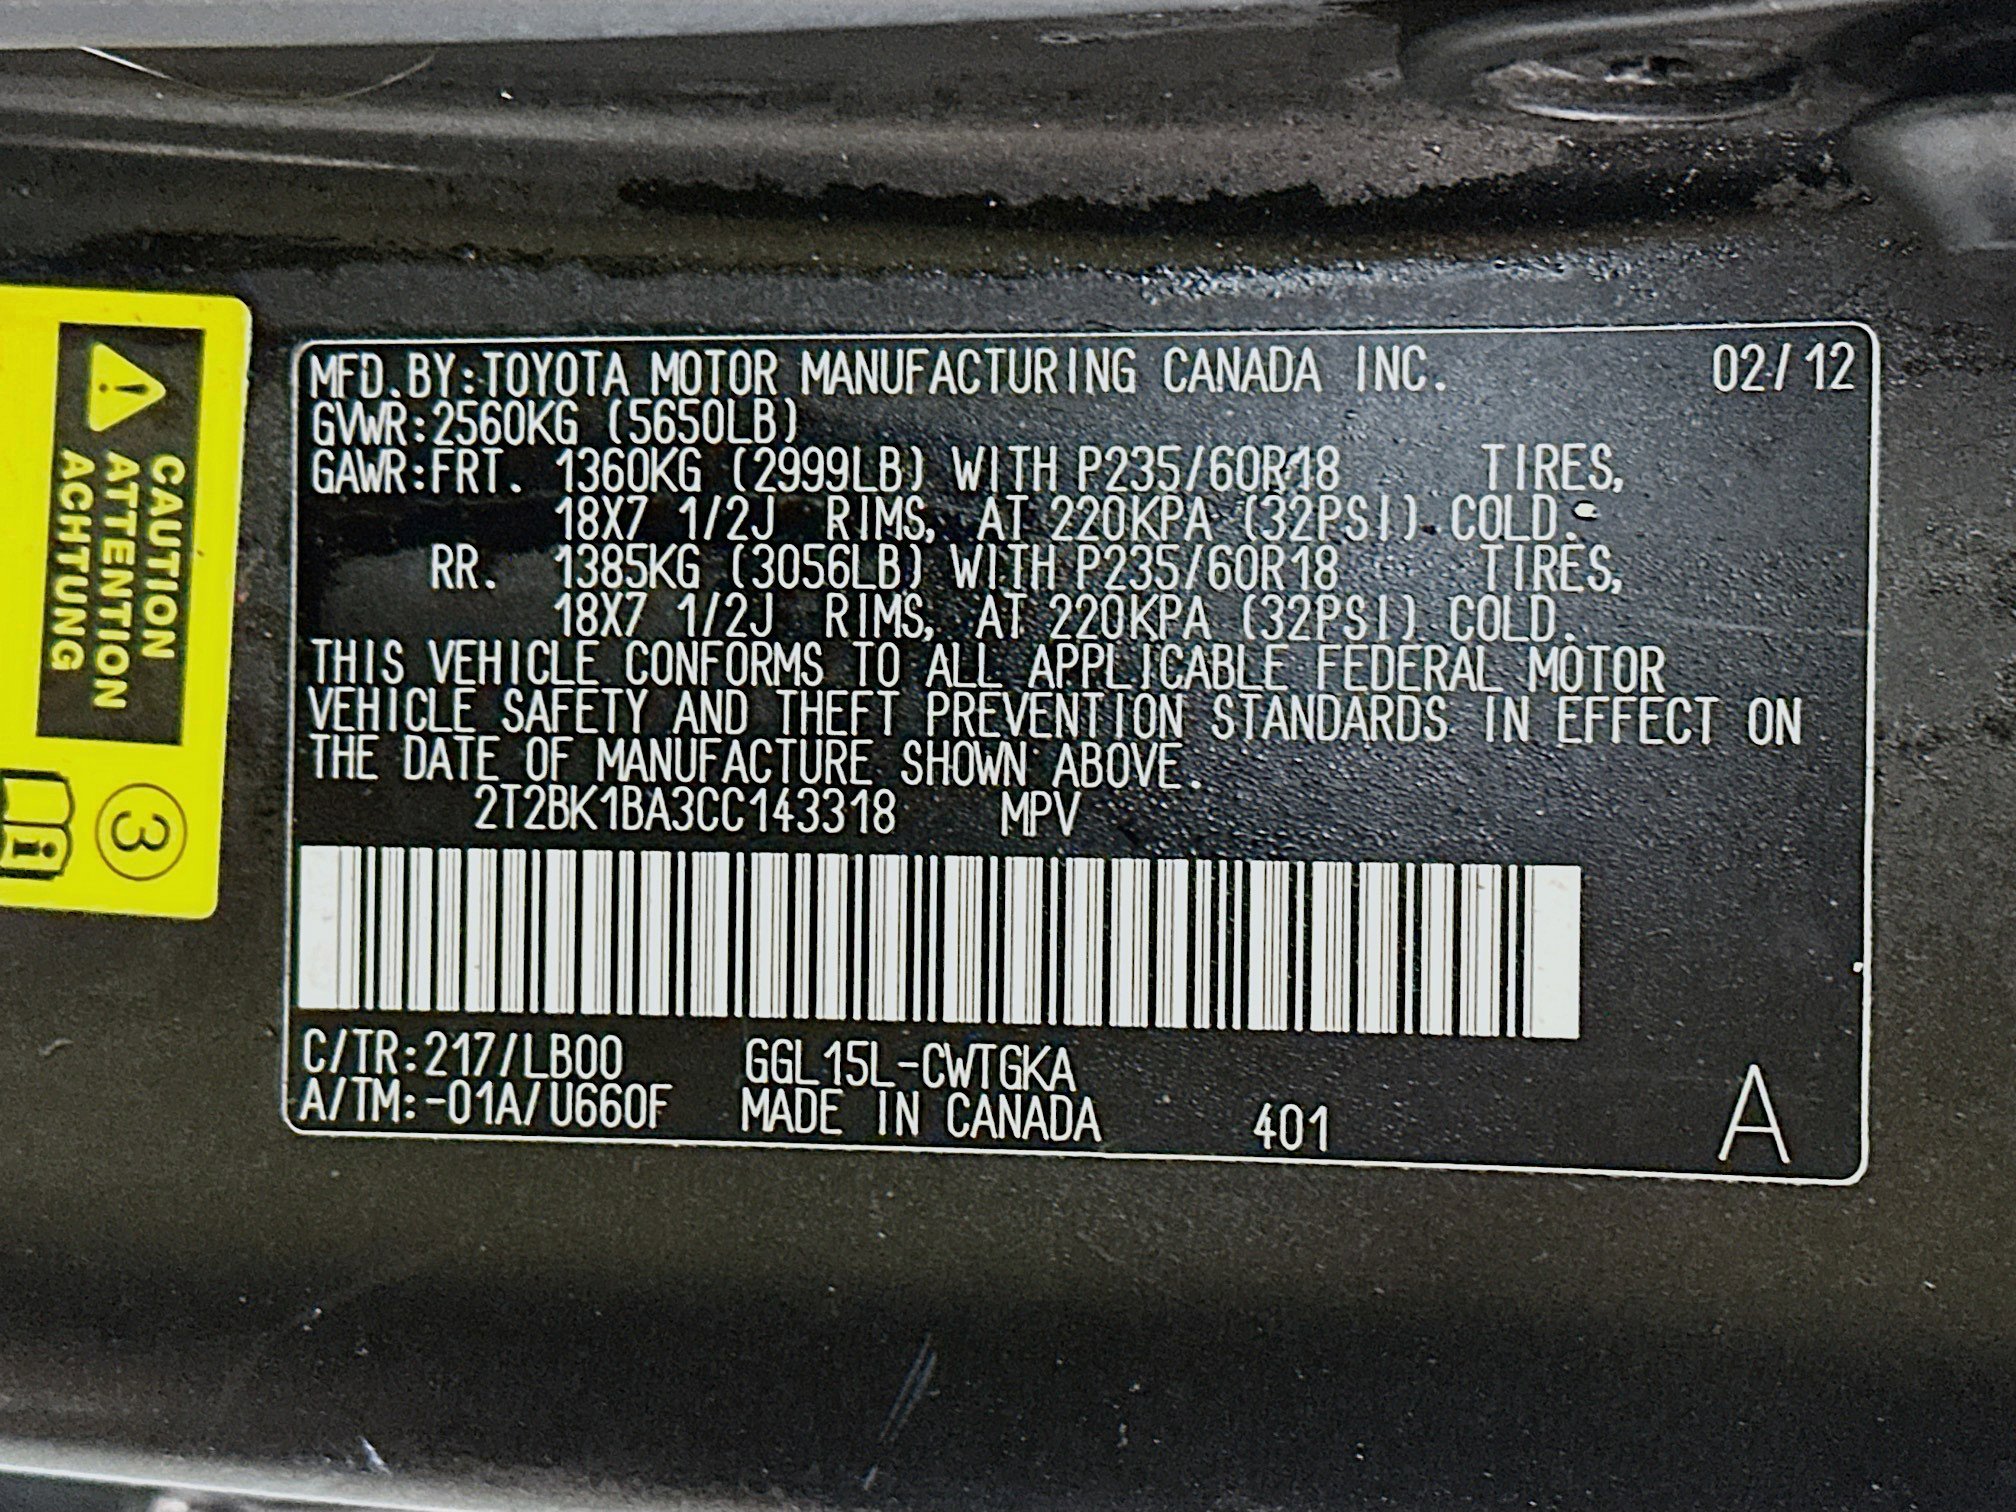 MFD.BY:TOYOTA MOTOR MANUFACTURING CANADA INC. 02/12
GVWR:2560KG (5650LB)
GAWR:FRT. 1360KG (2999LB) WITH P235/60R18 TIRES,
18X7 1/2J RIMS, AT 220KPA (32PSI) COLD.
RR. 1385KG (3056LB) WITH P235/60R18 TIRES,
18X7 1/2J RIMS, AT 220KPA (32PSI) COLD.
THIS VEHICLE CONFORMS TO ALL APPLICABLE FEDERAL MOTOR
VEHICLE SAFETY AND THEFT PREVENTION STANDARDS IN EFFECT ON
THE DATE OF MANUFACTURE SHOWN ABOVE.
2T2BK1BA3CC143318 MPV
C/TR:217/LB00 GGL15L-CWTGKA
A/TM:-01A/U660F MADE IN CANADA 401 A
CAUTION
ATTENTION
ACHTUNG
3